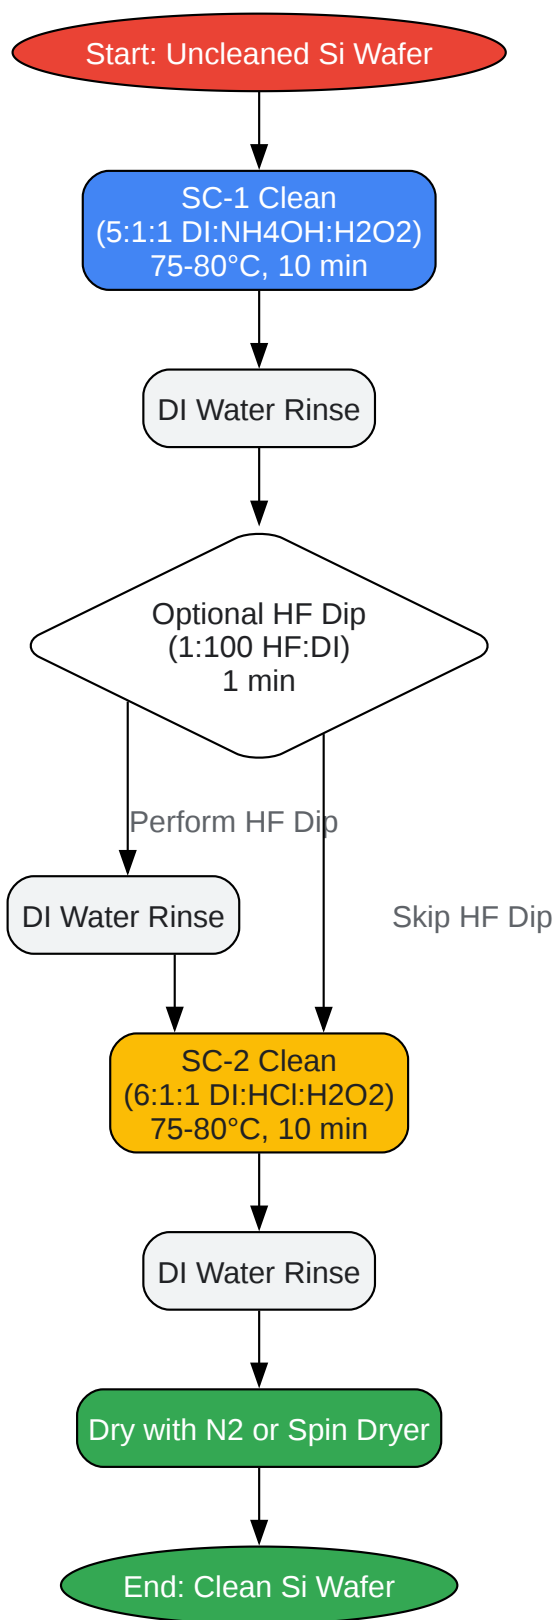 Start: Uncleaned Si Wafer
SC-1 Clean
(5:1:1 DI:NH4OH:H2O2)
75-80°C, 10 min
DI Water Rinse
Optional HF Dip
(1:100 HF:DI)
1 min
Perform HF Dip
DI Water Rinse
Skip HF Dip
SC-2 Clean
(6:1:1 DI:HCl:H2O2)
75-80°C, 10 min
DI Water Rinse
Dry with N2 or Spin Dryer
End: Clean Si Wafer